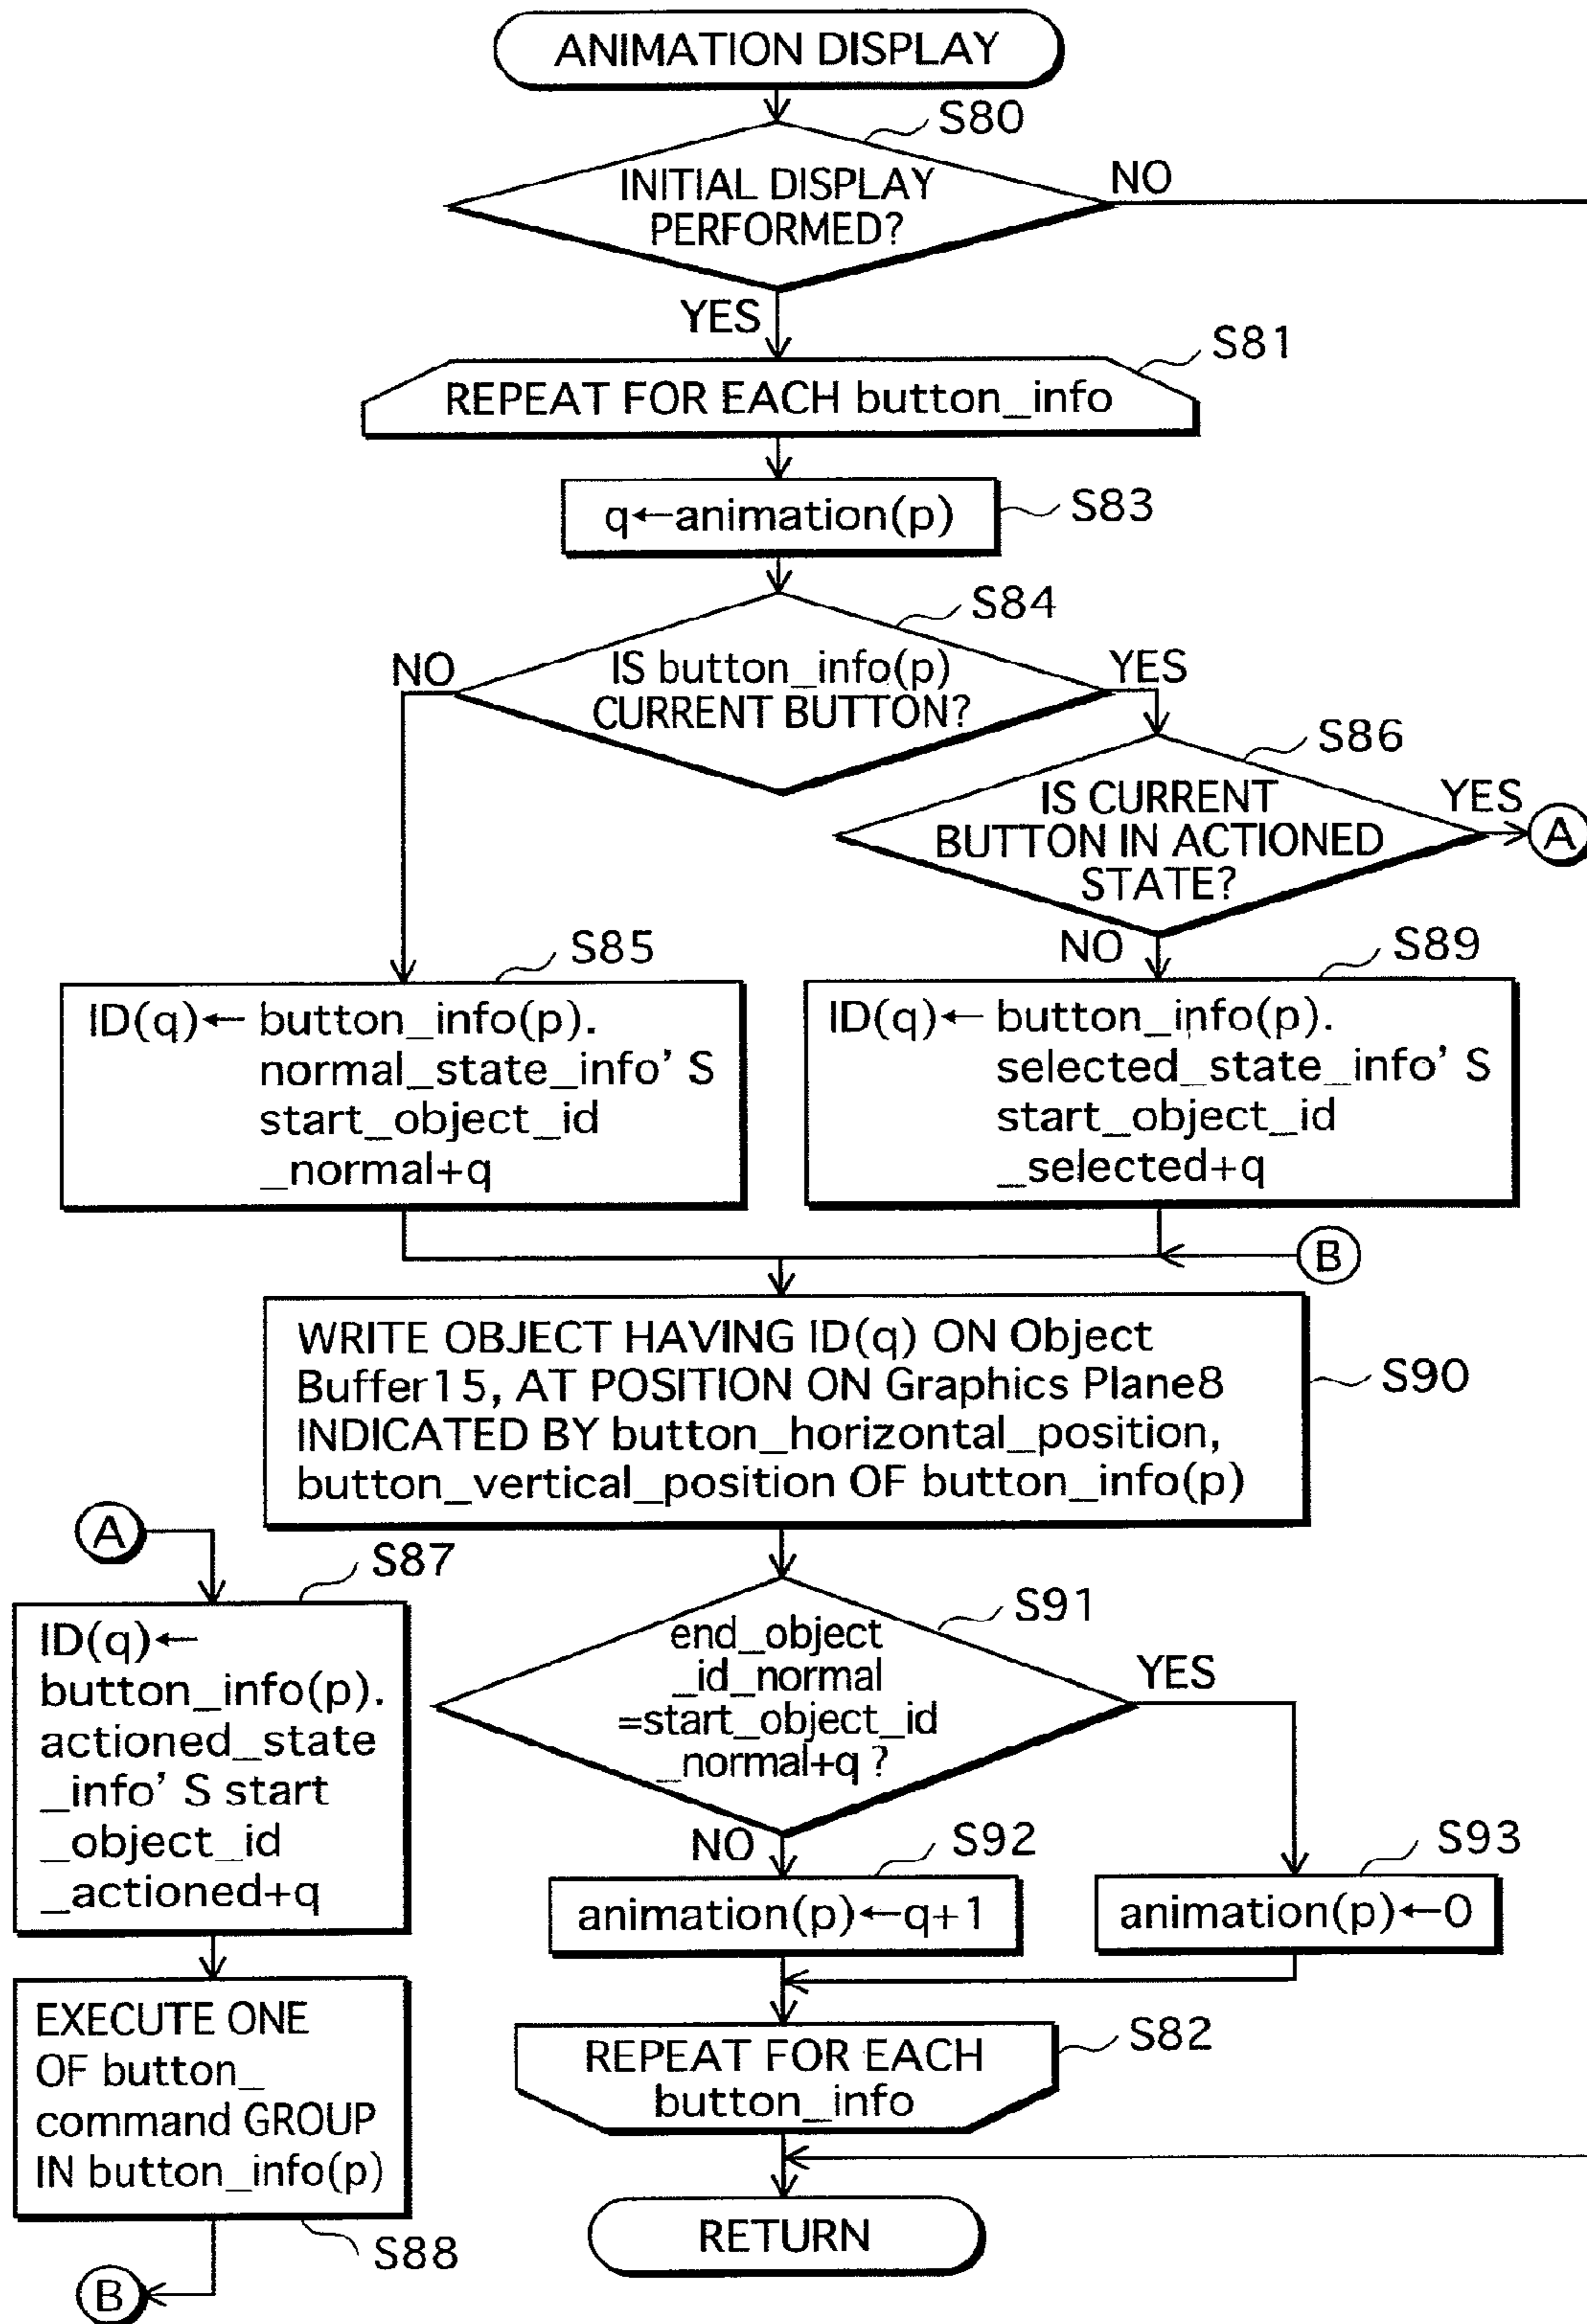 ANIMATION DISPLAY
S80
INITIAL DISPLAY
PERFORMED?
NO
YES
S81
REPEAT FOR EACH button_info
q←animation(p)
S83
S84
NO
IS button_info(p)
CURRENT BUTTON?
YES
S86
IS CURRENT
BUTTON IN ACTIONED
STATE?
YES
A
NO
S85
ID(q)← button_info(p).
normal_state_info' S
start_object_id
_normal+q
S89
ID(q)← button_info(p).
selected_state_info' S
start_object_id
_selected+q
B
WRITE OBJECT HAVING ID(q) ON Object
Buffer15, AT POSITION ON Graphics Plane8
INDICATED BY button_horizontal_position,
button_vertical_position OF button_info(p)
S90
A
S87
ID(q)←
button_info(p).
actioned_state
_info' S start
_object_id
_actioned+q
S91
end_object
_id_normal
=start_object_id
_normal+q ?
YES
NO
S92
animation(p)←q+1
S93
animation(p)←0
EXECUTE ONE
OF button_
command GROUP
IN button_info(p)
S88
B
S82
REPEAT FOR EACH
button_info
RETURN